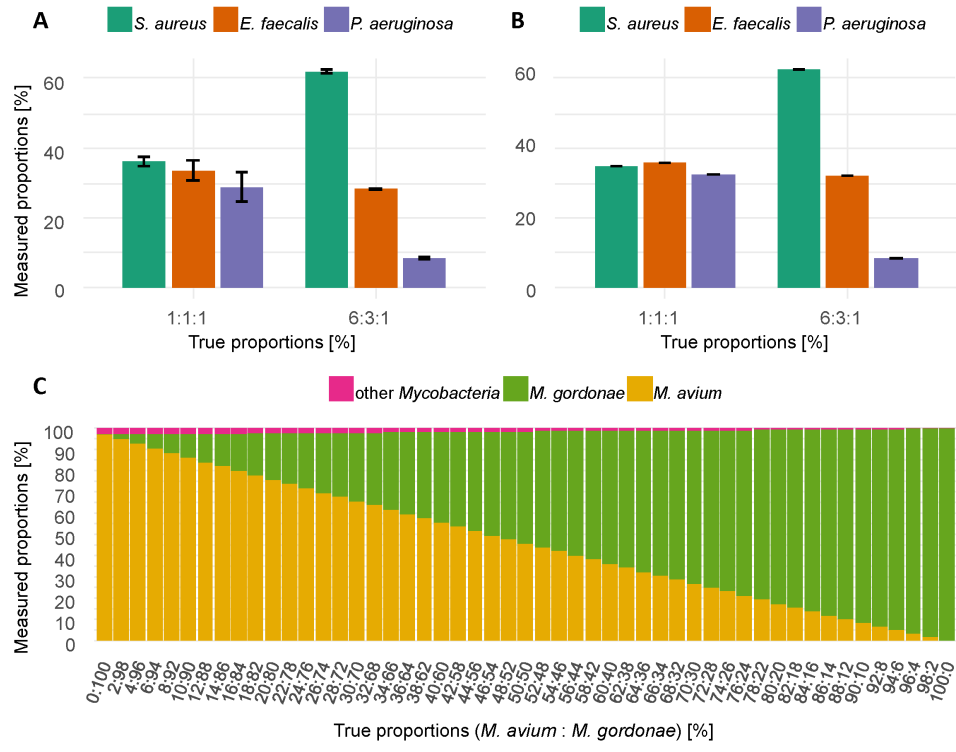 A
S. aureus E. faecalis P. aeruginosa
Measured proportions [%]
60
40
20
0
1:1:1 6:3:1
True proportions [%]
B
S. aureus E. faecalis P. aeruginosa
60
40
20
0
1:1:1 6:3:1
True proportions [%]
C
other Mycobacteria M. gordonae M. avium
Measured proportions [%]
100
90
80
70
60
50
40
30
20
10
0
0:100 2:98 4:96 6:94 8:92 10:90 12:88 14:86 16:84 18:82 20:80 22:78 24:76 26:74 28:72 30:70 32:68 34:66 36:64 38:62 40:60 42:58 44:56 46:54 48:52 50:50 52:48 54:46 56:44 58:42 60:40 62:38 64:36 66:34 68:32 70:30 72:28 74:26 76:24 78:22 80:20 82:18 84:16 86:14 88:12 90:10 92:8 94:6 96:4 98:2 100:0
True proportions (M. avium : M. gordonae) [%]